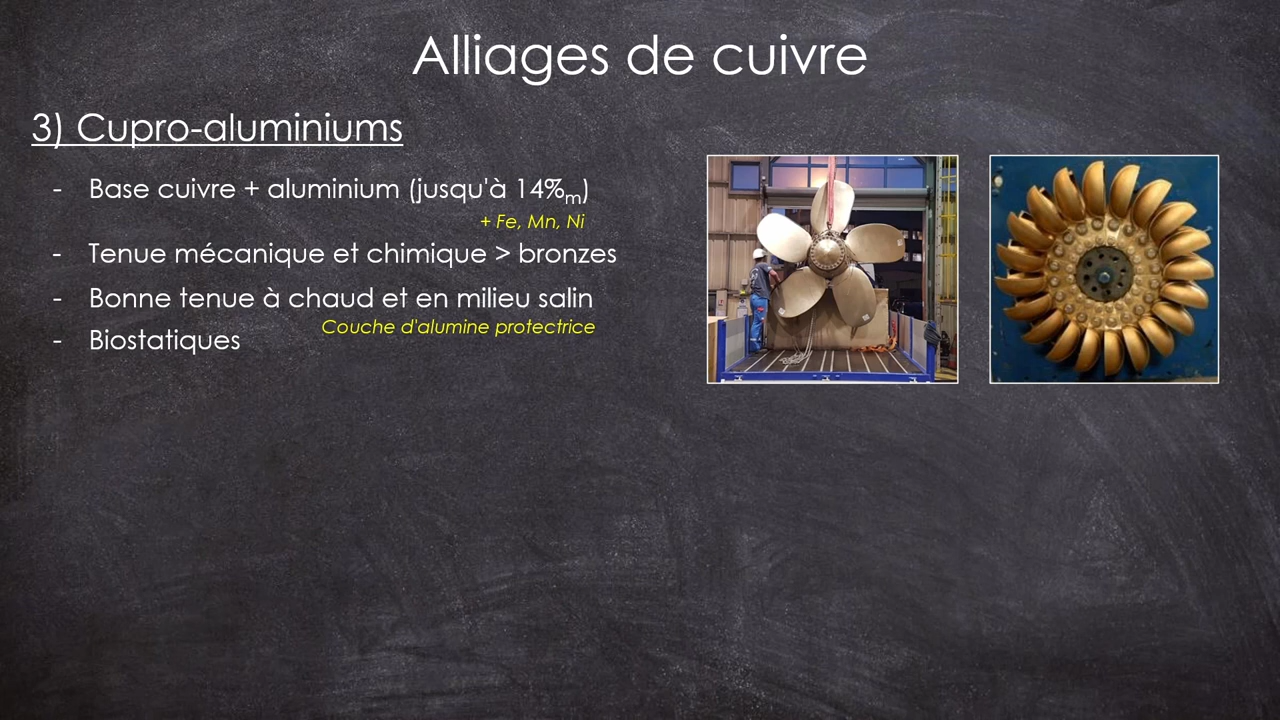 Alliages de cuivre
3) Cupro-aluminiums
- Base cuivre + aluminium (jusqu'à 14%m)
+ Fe, Mn, Ni
- Tenue mécanique et chimique > bronzes
- Bonne tenue à chaud et en milieu salin
Couche d'alumine protectrice
- Biostatiques